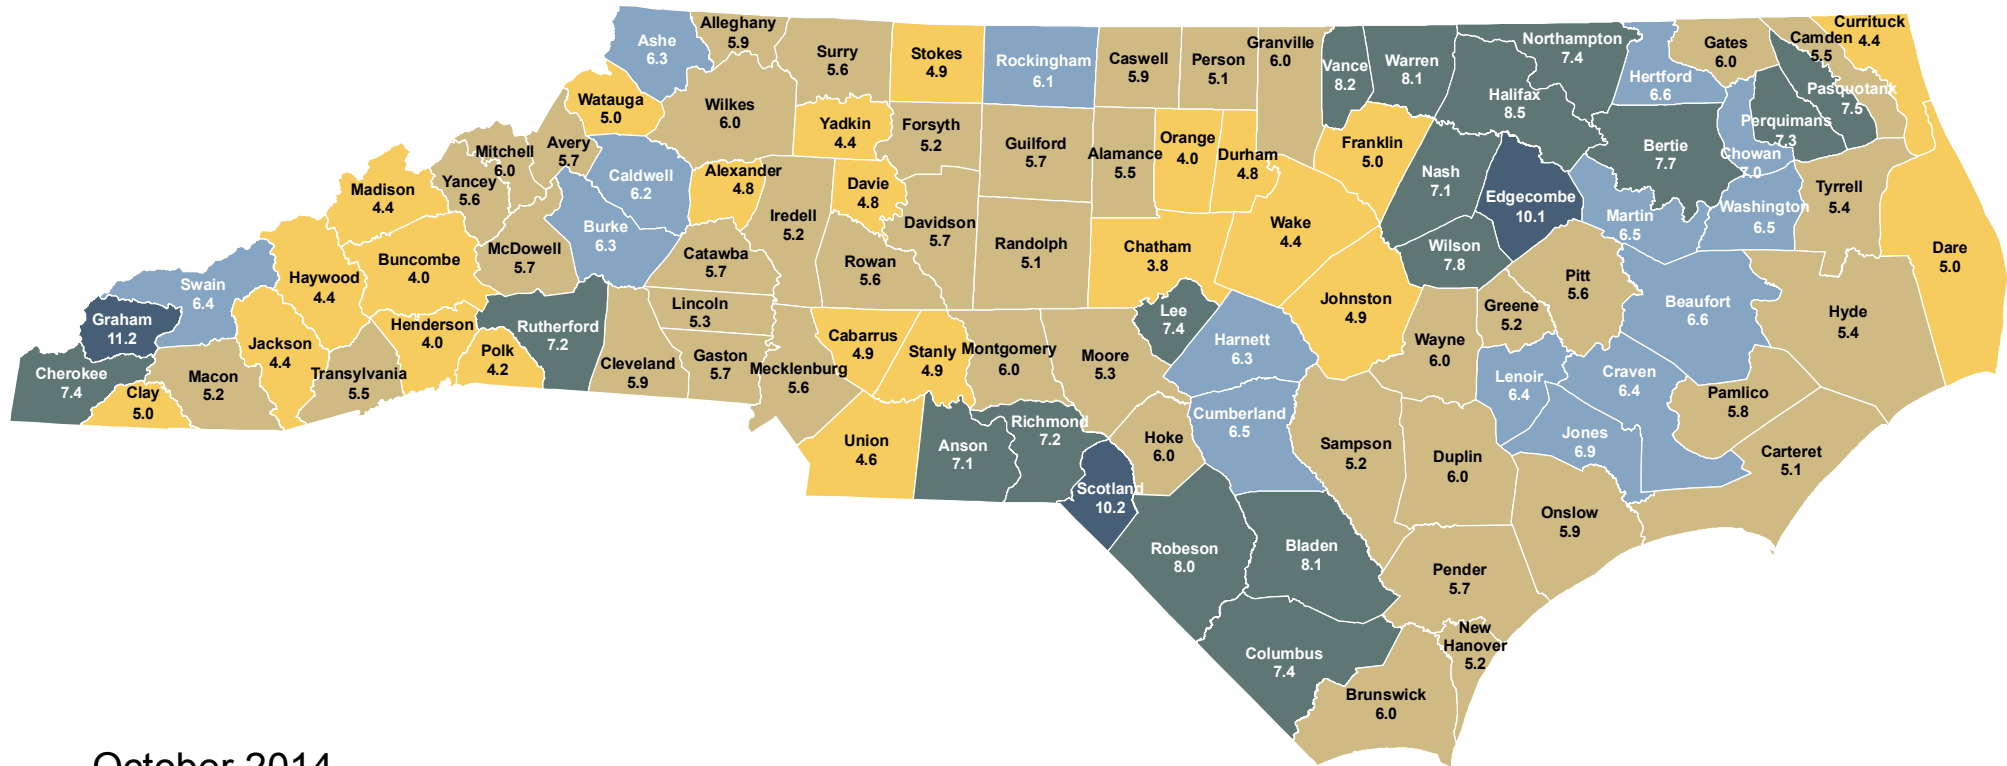 Alleghany
5.9
Ashe
6.3
Surry
5.6
Stokes
4.9
Rockingham
6.1
Caswell
5.9
Person
5.1
Granville
6.0
Vance
8.2
Warren
8.1
Northampton
7.4
Halifax
8.5
Hertford
6.6
Gates
6.0
Camden
5.5
Currituck
4.4
Pasquotank
7.5
Perquimans
7.3
Chowan
7.0
Bertie
7.7
Watauga
5.0
Wilkes
6.0
Yadkin
4.4
Forsyth
5.2
Guilford
5.7
Alamance
5.5
Orange
4.0
Durham
4.8
Franklin
5.0
Nash
7.1
Edgecombe
10.1
Martin
6.5
Washington
6.5
Tyrrell
5.4
Dare
5.0
Avery
5.7
Mitchell
6.0
Yancey
5.6
Madison
4.4
Caldwell
6.2
Alexander
4.8
Davie
4.8
Iredell
5.2
Davidson
5.7
Randolph
5.1
Chatham
3.8
Wake
4.4
Wilson
7.8
Burke
6.3
McDowell
5.7
Buncombe
4.0
Haywood
4.4
Swain
6.4
Graham
11.2
Cherokee
7.4
Clay
5.0
Macon
5.2
Jackson
4.4
Transylvania
5.5
Henderson
4.0
Polk
4.2
Rutherford
7.2
Cleveland
5.9
Catawba
5.7
Lincoln
5.3
Gaston
5.7
Mecklenburg
5.6
Rowan
5.6
Cabarrus
4.9
Stanly
4.9
Montgomery
6.0
Moore
5.3
Lee
7.4
Harnett
6.3
Johnston
4.9
Wayne
6.0
Greene
5.2
Pitt
5.6
Beaufort
6.6
Hyde
5.4
Union
4.6
Anson
7.1
Richmond
7.2
Scotland
10.2
Hoke
6.0
Cumberland
6.5
Sampson
5.2
Duplin
6.0
Lenoir
6.4
Craven
6.4
Jones
6.9
Pamlico
5.8
Carteret
5.1
Onslow
5.9
Robeson
8.0
Bladen
8.1
Pender
5.7
Columbus
7.4
New
Hanover
5.2
Brunswick
6.0
October 2014